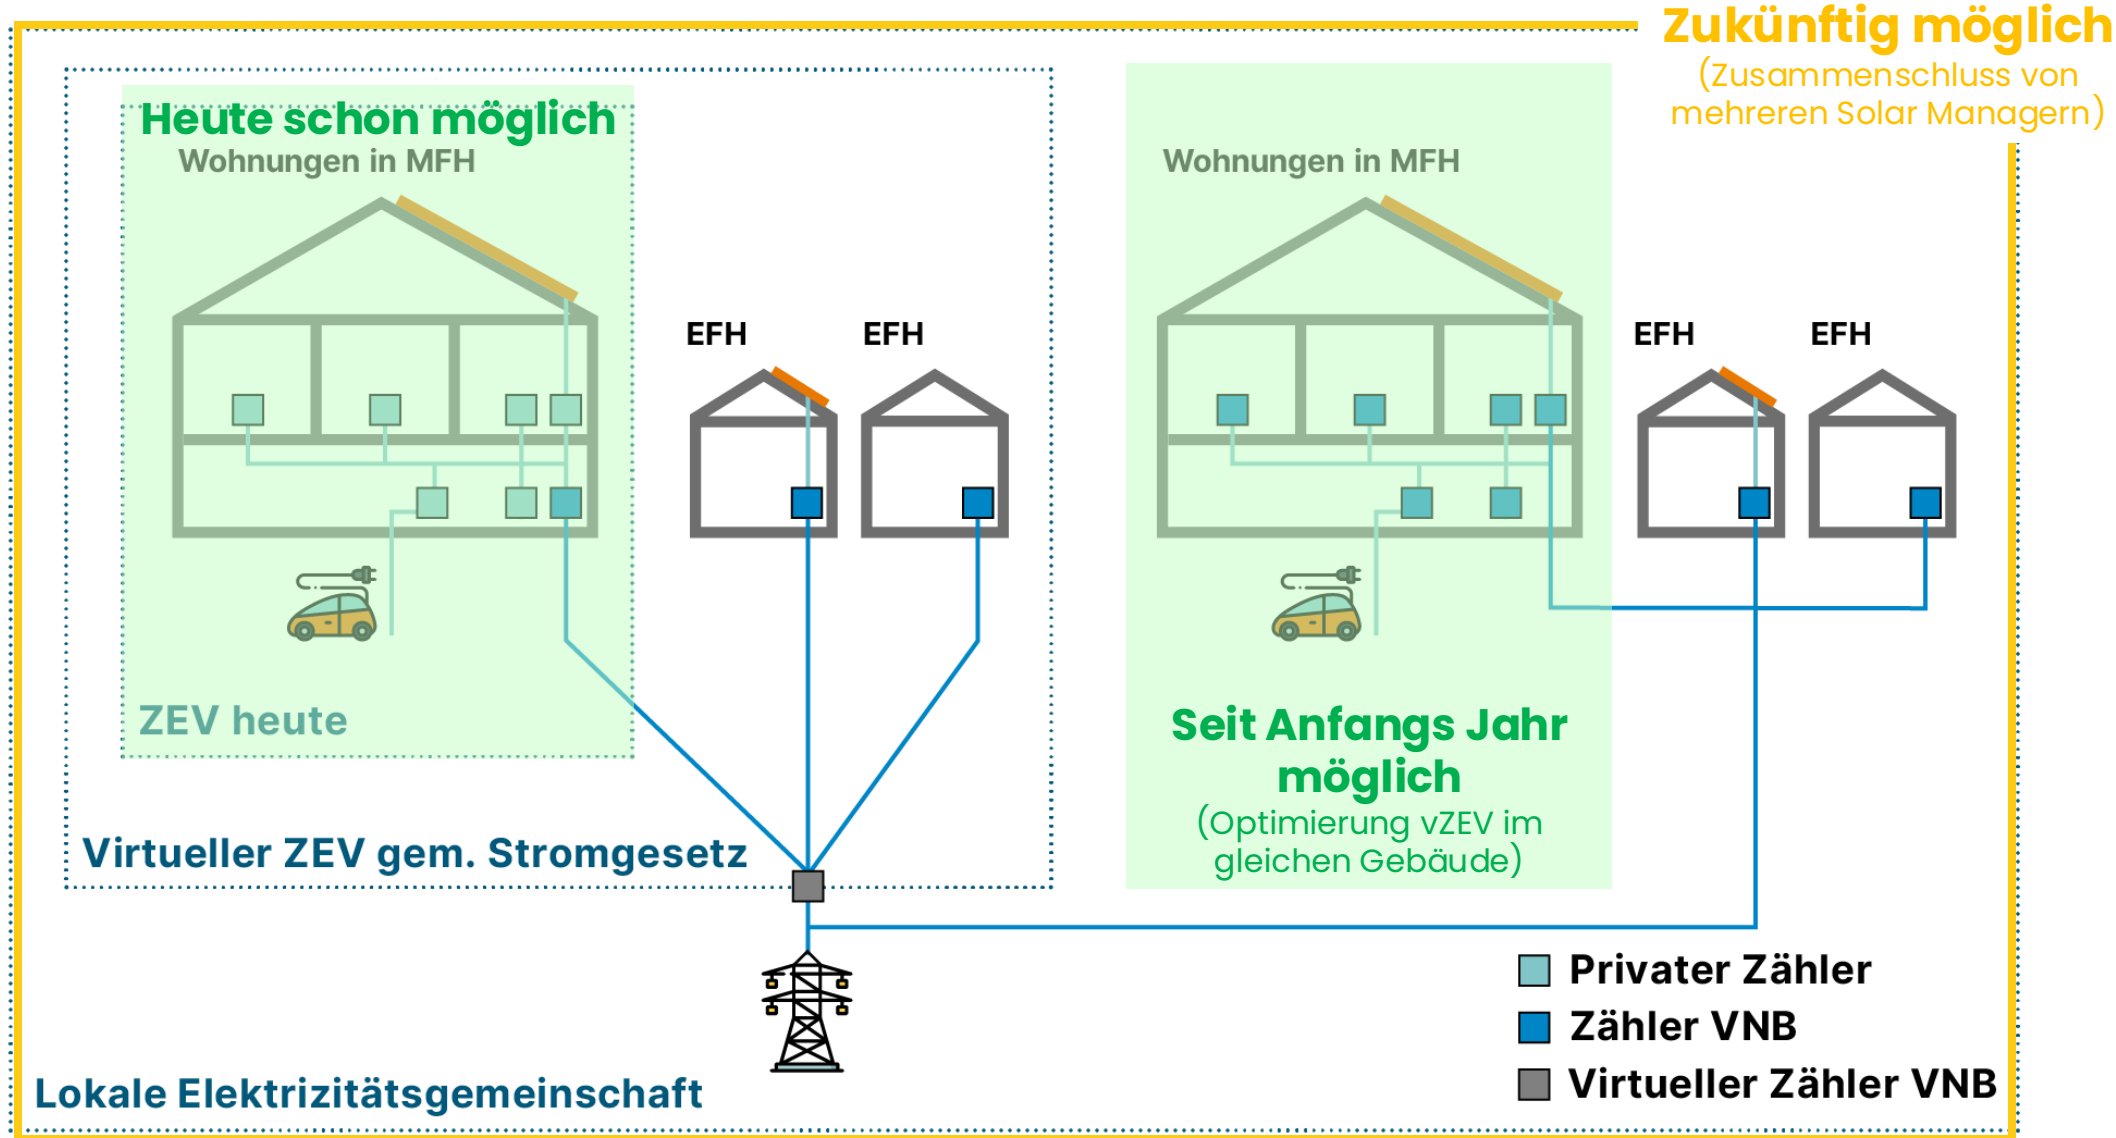 Zukünftig möglich
(Zusammenschluss von
mehreren Solar Managern)
Heute schon möglich
Wohnungen in MFH
Wohnungen in MFH
EFH
EFH
EFH
EFH
ZEV heute
Seit Anfangs Jahr
möglich
(Optimierung vZEV im
gleichen Gebäude)
Virtueller ZEV gem. Stromgesetz
Privater Zähler
Zähler VNB
Virtueller Zähler VNB
Lokale Elektrizitätsgemeinschaft